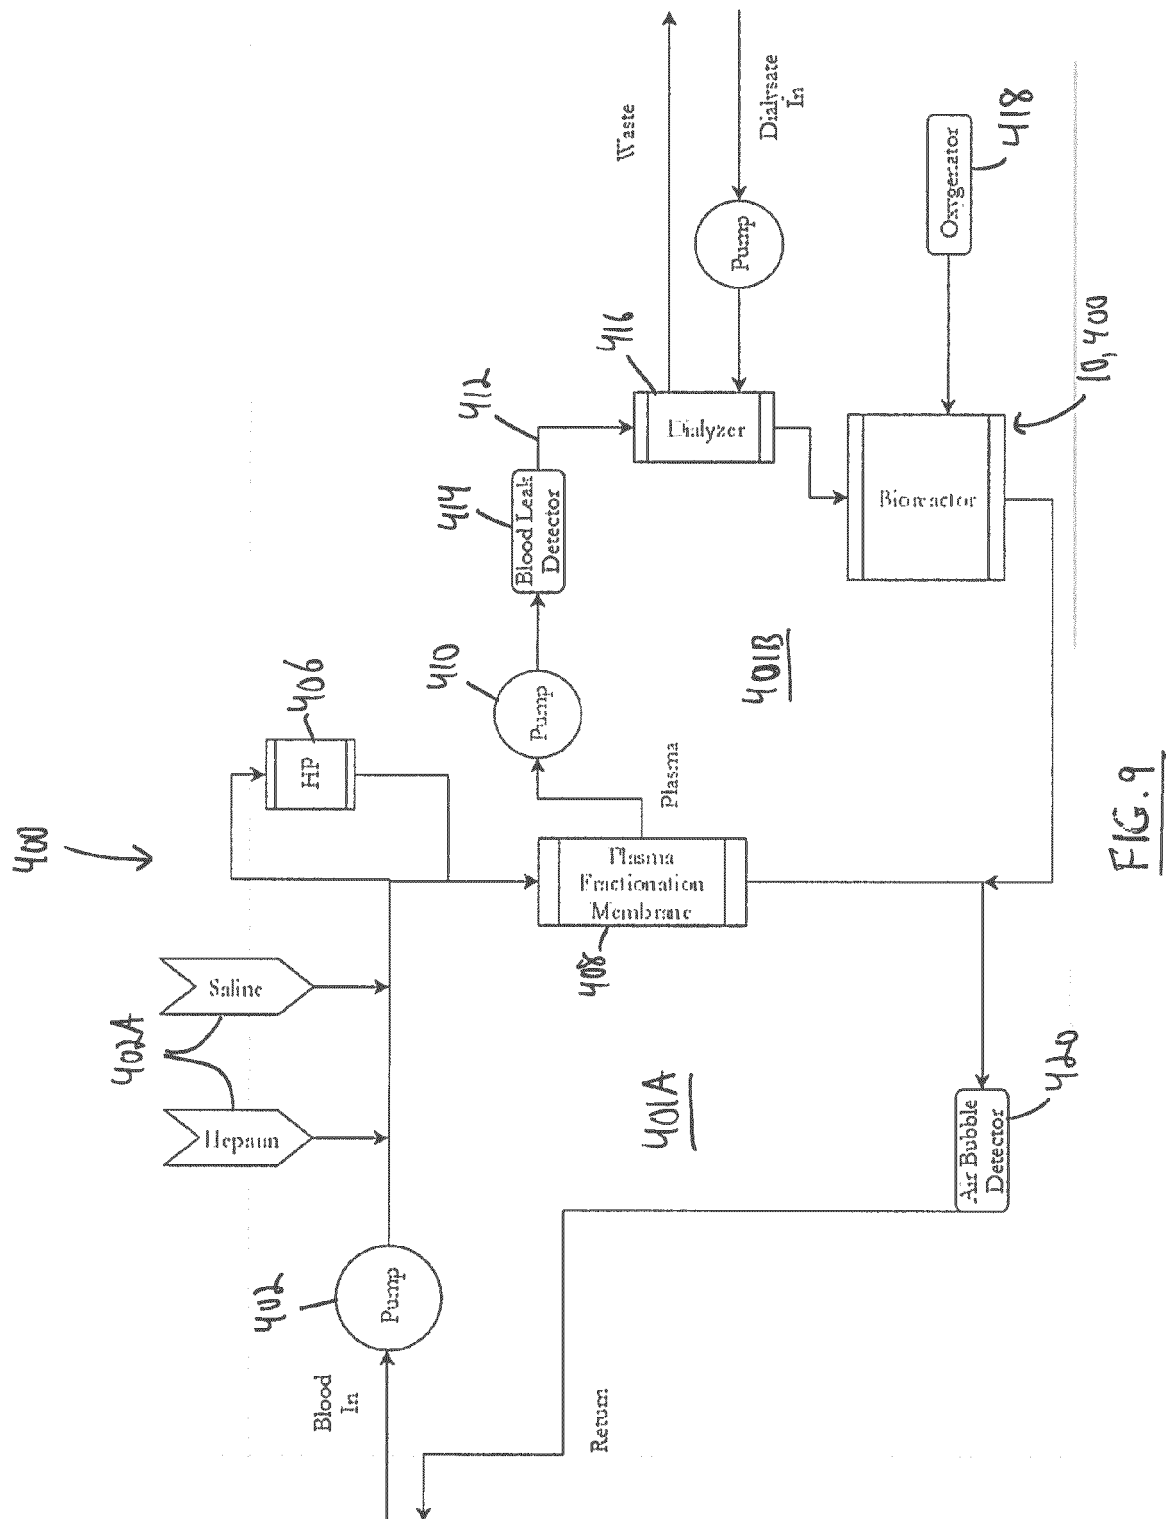 400
402A
Heparin
Saline
HP
406
402
Pump
Blood
In
Return
401A
408
Plasma
Fractionation
Membrane
Plasma
410
Pump
414
Blood Leak
Detector
412
416
Dialyzer
Waste
Pump
Dialysate
In
401B
Bioreactor
10, 400
Oxygenator
418
Air Bubble
Detector
420
FIG. 9